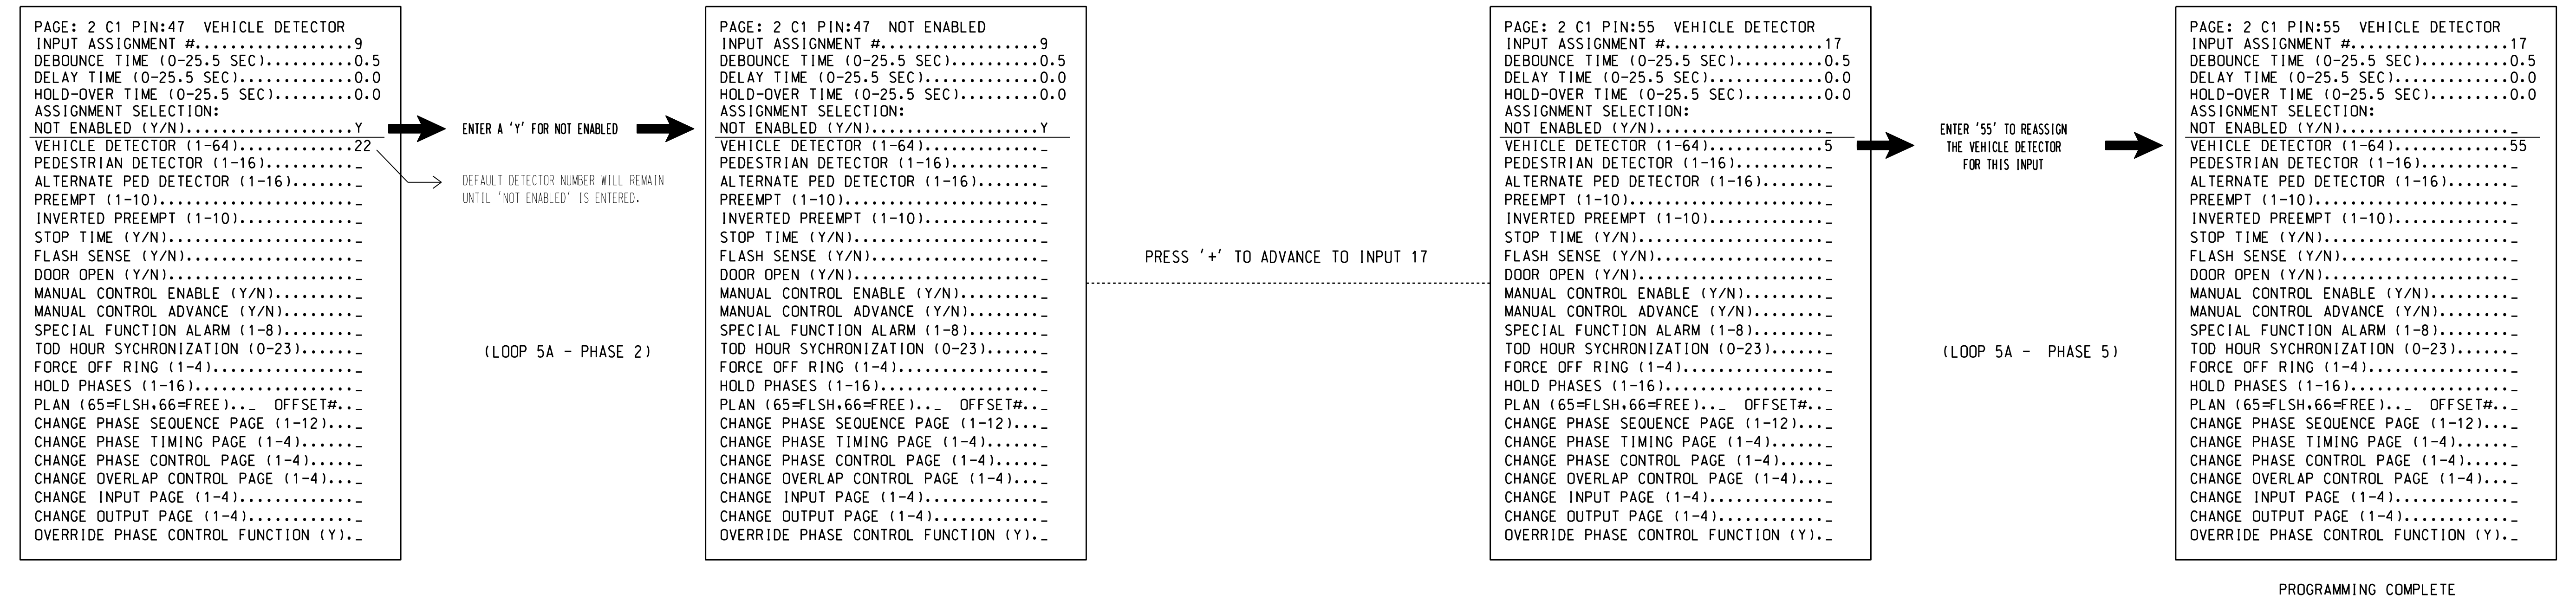 PAGE: 2 C1 PIN:47 VEHICLE DETECTOR
INPUT ASSIGNMENT #..................9
DEBOUNCE TIME (0-25.5 SEC)..........0.5
DELAY TIME (0-25.5 SEC).............0.0
HOLD-OVER TIME (0-25.5 SEC).........0.0
ASSIGNMENT SELECTION:
NOT ENABLED (Y/N)...................Y
VEHICLE DETECTOR (1-64).............22
PEDESTRIAN DETECTOR (1-16).........._
ALTERNATE PED DETECTOR (1-16)......._
PREEMPT (1-10)......................_
INVERTED PREEMPT (1-10)............._
STOP TIME (Y/N)....................._
FLASH SENSE (Y/N)..................._
DOOR OPEN (Y/N)....................._
MANUAL CONTROL ENABLE (Y/N)........._
MANUAL CONTROL ADVANCE (Y/N)........_
SPECIAL FUNCTION ALARM (1-8)........_
TOD HOUR SYCHRONIZATION (0-23)......_
FORCE OFF RING (1-4)................_
HOLD PHASES (1-16).................._
PLAN (65=FLSH,66=FREE).._ OFFSET#.._
CHANGE PHASE SEQUENCE PAGE (1-12)..._
CHANGE PHASE TIMING PAGE (1-4)......_
CHANGE PHASE CONTROL PAGE (1-4)....._
CHANGE OVERLAP CONTROL PAGE (1-4)..._
CHANGE INPUT PAGE (1-4)............._
CHANGE OUTPUT PAGE (1-4)............_
OVERRIDE PHASE CONTROL FUNCTION (Y)._
ENTER A 'Y' FOR NOT ENABLED
DEFAULT DETECTOR NUMBER WILL REMAIN
UNTIL 'NOT ENABLED' IS ENTERED.
(LOOP 5A - PHASE 2)
PAGE: 2 C1 PIN:47 NOT ENABLED
INPUT ASSIGNMENT #..................9
DEBOUNCE TIME (0-25.5 SEC)..........0.5
DELAY TIME (0-25.5 SEC).............0.0
HOLD-OVER TIME (0-25.5 SEC).........0.0
ASSIGNMENT SELECTION:
NOT ENABLED (Y/N)...................Y
VEHICLE DETECTOR (1-64)............._
PEDESTRIAN DETECTOR (1-16).........._
ALTERNATE PED DETECTOR (1-16)......._
PREEMPT (1-10)......................_
INVERTED PREEMPT (1-10)............._
STOP TIME (Y/N)....................._
FLASH SENSE (Y/N)..................._
DOOR OPEN (Y/N)....................._
MANUAL CONTROL ENABLE (Y/N)........._
MANUAL CONTROL ADVANCE (Y/N)........_
SPECIAL FUNCTION ALARM (1-8)........_
TOD HOUR SYCHRONIZATION (0-23)......_
FORCE OFF RING (1-4)................_
HOLD PHASES (1-16).................._
PLAN (65=FLSH,66=FREE).._ OFFSET#.._
CHANGE PHASE SEQUENCE PAGE (1-12)..._
CHANGE PHASE TIMING PAGE (1-4)......_
CHANGE PHASE CONTROL PAGE (1-4)....._
CHANGE OVERLAP CONTROL PAGE (1-4)..._
CHANGE INPUT PAGE (1-4)............._
CHANGE OUTPUT PAGE (1-4)............_
OVERRIDE PHASE CONTROL FUNCTION (Y)._
PRESS '+' TO ADVANCE TO INPUT 17
PAGE: 2 C1 PIN:55 VEHICLE DETECTOR
INPUT ASSIGNMENT #..................17
DEBOUNCE TIME (0-25.5 SEC)..........0.5
DELAY TIME (0-25.5 SEC).............0.0
HOLD-OVER TIME (0-25.5 SEC).........0.0
ASSIGNMENT SELECTION:
NOT ENABLED (Y/N)..................._
VEHICLE DETECTOR (1-64).............5
PEDESTRIAN DETECTOR (1-16).........._
ALTERNATE PED DETECTOR (1-16)......._
PREEMPT (1-10)......................_
INVERTED PREEMPT (1-10)............._
STOP TIME (Y/N)....................._
FLASH SENSE (Y/N)..................._
DOOR OPEN (Y/N)....................._
MANUAL CONTROL ENABLE (Y/N)........._
MANUAL CONTROL ADVANCE (Y/N)........_
SPECIAL FUNCTION ALARM (1-8)........_
TOD HOUR SYCHRONIZATION (0-23)......_
FORCE OFF RING (1-4)................_
HOLD PHASES (1-16).................._
PLAN (65=FLSH,66=FREE).._ OFFSET#.._
CHANGE PHASE SEQUENCE PAGE (1-12)..._
CHANGE PHASE TIMING PAGE (1-4)......_
CHANGE PHASE CONTROL PAGE (1-4)....._
CHANGE OVERLAP CONTROL PAGE (1-4)..._
CHANGE INPUT PAGE (1-4)............._
CHANGE OUTPUT PAGE (1-4)............_
OVERRIDE PHASE CONTROL FUNCTION (Y)._
ENTER '55' TO REASSIGN
THE VEHICLE DETECTOR
FOR THIS INPUT
(LOOP 5A - PHASE 5)
PAGE: 2 C1 PIN:55 VEHICLE DETECTOR
INPUT ASSIGNMENT #..................17
DEBOUNCE TIME (0-25.5 SEC)..........0.5
DELAY TIME (0-25.5 SEC).............0.0
HOLD-OVER TIME (0-25.5 SEC).........0.0
ASSIGNMENT SELECTION:
NOT ENABLED (Y/N)..................._
VEHICLE DETECTOR (1-64).............55
PEDESTRIAN DETECTOR (1-16).........._
ALTERNATE PED DETECTOR (1-16)......._
PREEMPT (1-10)......................_
INVERTED PREEMPT (1-10)............._
STOP TIME (Y/N)....................._
FLASH SENSE (Y/N)..................._
DOOR OPEN (Y/N)....................._
MANUAL CONTROL ENABLE (Y/N)........._
MANUAL CONTROL ADVANCE (Y/N)........_
SPECIAL FUNCTION ALARM (1-8)........_
TOD HOUR SYCHRONIZATION (0-23)......_
FORCE OFF RING (1-4)................_
HOLD PHASES (1-16).................._
PLAN (65=FLSH,66=FREE).._ OFFSET#.._
CHANGE PHASE SEQUENCE PAGE (1-12)..._
CHANGE PHASE TIMING PAGE (1-4)......_
CHANGE PHASE CONTROL PAGE (1-4)....._
CHANGE OVERLAP CONTROL PAGE (1-4)..._
CHANGE INPUT PAGE (1-4)............._
CHANGE OUTPUT PAGE (1-4)............_
OVERRIDE PHASE CONTROL FUNCTION (Y)._
PROGRAMMING COMPLETE